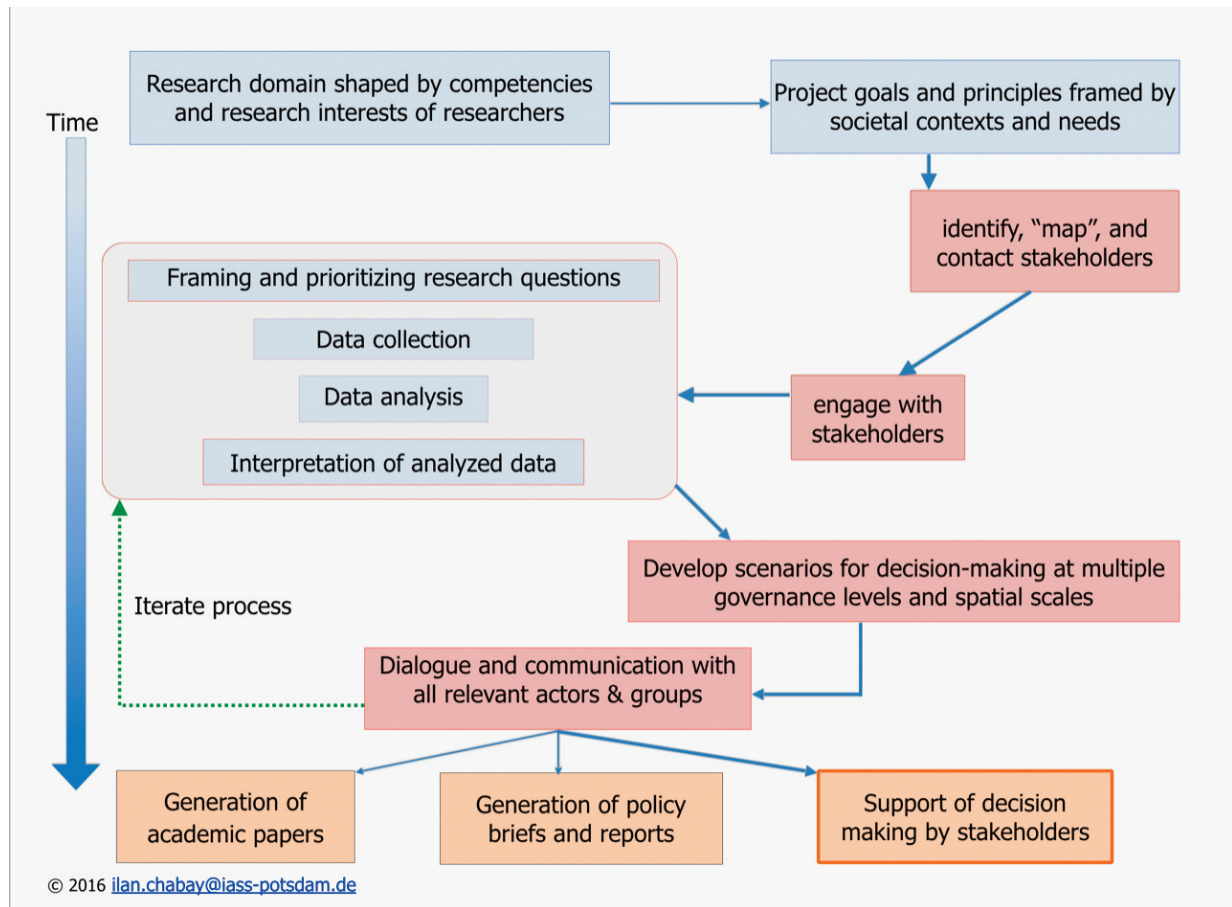 Research domain shaped by competencies
and research interests of researchers
Project goals and principles framed by
societal contexts and needs
Time
identify, “map”, and
contact stakeholders
Framing and prioritizing research questions
Data collection
Data analysis
Interpretation of analyzed data
engage with
stakeholders
Develop scenarios for decision-making at multiple
governance levels and spatial scales
Iterate process
Dialogue and communication with
all relevant actors & groups
Generation of
academic papers
Generation of policy
briefs and reports
Support of decision
making by stakeholders
© 2016 ilan.chabay@iass-potsdam.de